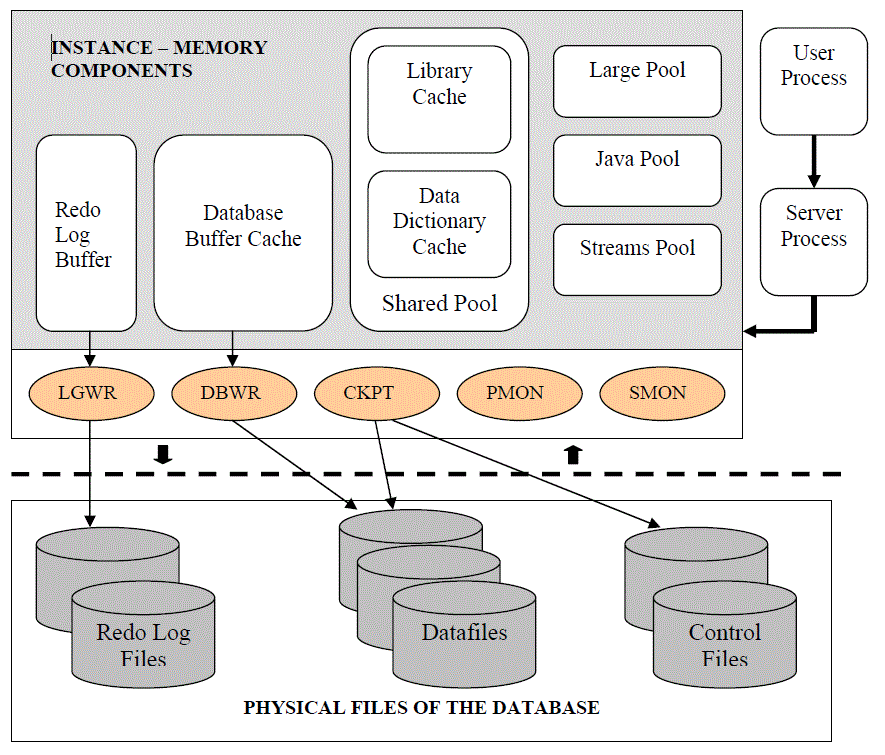 INSTANCE – MEMORY
COMPONENTS
Redo
Log
Buffer
Database
Buffer Cache
Library
Cache
Data
Dictionary
Cache
Shared Pool
Large Pool
Java Pool
Streams Pool
User
Process
Server
Process
LGWR
DBWR
CKPT
PMON
SMON
Redo Log
Files
Datafiles
Control
Files
PHYSICAL FILES OF THE DATABASE